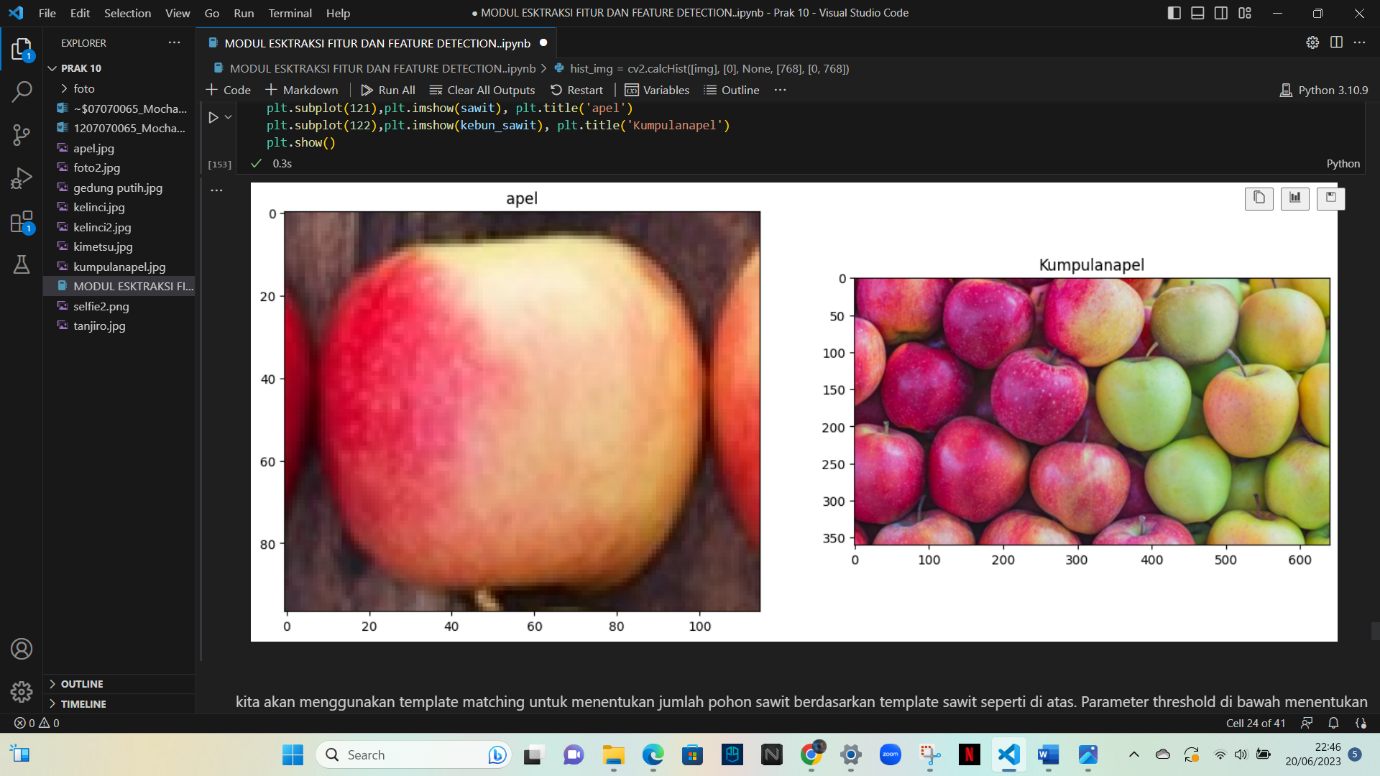 File Edit Selection View Go Run Terminal Help
● MODUL ESKTRAKSI FITUR DAN FEATURE DETECTION..ipynb - Prak 10 - Visual Studio Code
EXPLORER
PRAK 10
foto
~$07070065_Mocha...
1207070065_Mocha...
apel.jpg
foto2.jpg
gedung putih.jpg
kelinci.jpg
kelinci2.jpg
kimetsu.jpg
kumpulanapel.jpg
MODUL ESKTRAKSI FI...
selfie2.png
tanjiro.jpg
OUTLINE
TIMELINE
1
1
MODUL ESKTRAKSI FITUR DAN FEATURE DETECTION..ipynb ●
MODUL ESKTRAKSI FITUR DAN FEATURE DETECTION..ipynb > hist_img = cv2.calcHist([img], [0], None, [768], [0, 768])
+ Code + Markdown Run All Clear All Outputs Restart Variables Outline ... Python 3.10.9
plt.subplot(121),plt.imshow(sawit), plt.title('apel')
plt.subplot(122),plt.imshow(kebun_sawit), plt.title('Kumpulanapel')
plt.show()
[153] 0.3s Python
apel
0
20
40
60
80
0 20 40 60 80 100
Kumpulanapel
0
50
100
150
200
250
300
350
0 100 200 300 400 500 600
kita akan menggunakan template matching untuk menentukan jumlah pohon sawit berdasarkan template sawit seperti di atas. Parameter threshold di bawah menentukan
0 0 Cell 24 of 41
Search
zoom
22:46
20/06/2023
5